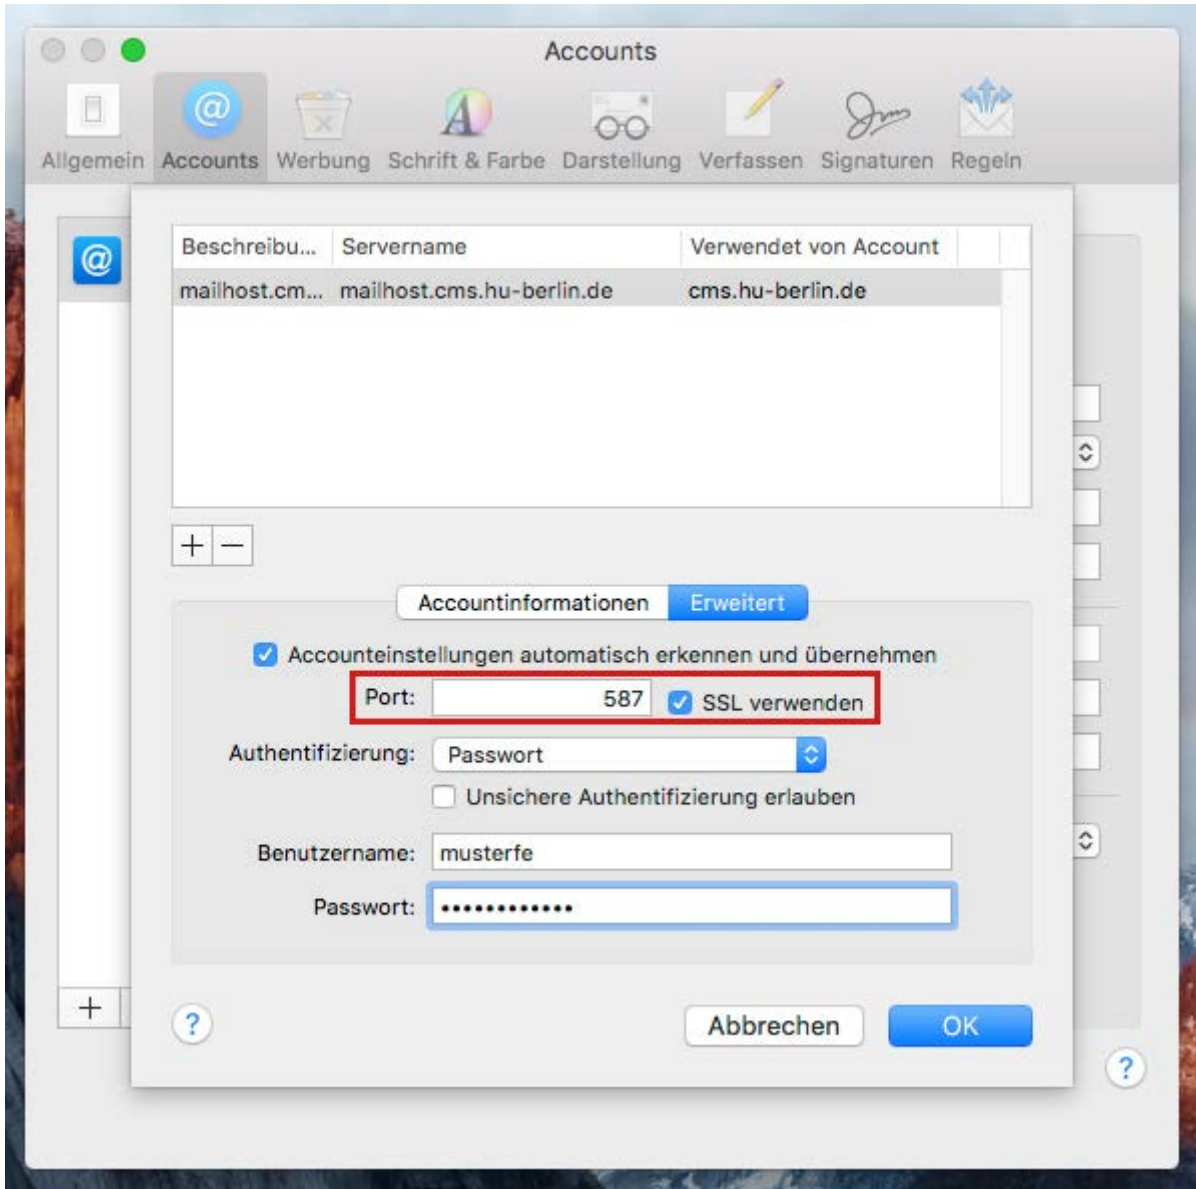 Accounts
Allgemein Accounts Werbung Schrift & Farbe Darstellung Verfassen Signaturen Regeln
Beschreibu... Servername Verwendet von Account
mailhost.cm... mailhost.cms.hu-berlin.de cms.hu-berlin.de
Accountinformationen Erweitert
Accounteinstellungen automatisch erkennen und übernehmen
Port: 587 SSL verwenden
Authentifizierung: Passwort
Unsichere Authentifizierung erlauben
Benutzername: musterfe
Passwort: ••••••••••••
? Abbrechen OK
?